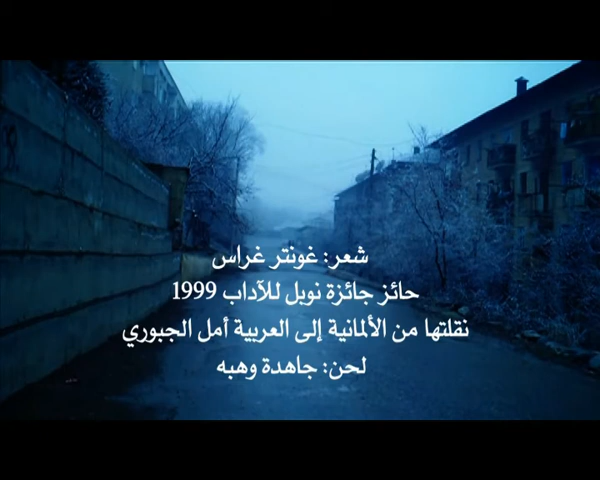 شعر: غونتر غراس
حائز جائزة نوبل للآداب 1999
نقلتها من الألمانية إلى العربية أمل الجبوري
لحن: جاهدة وهبه